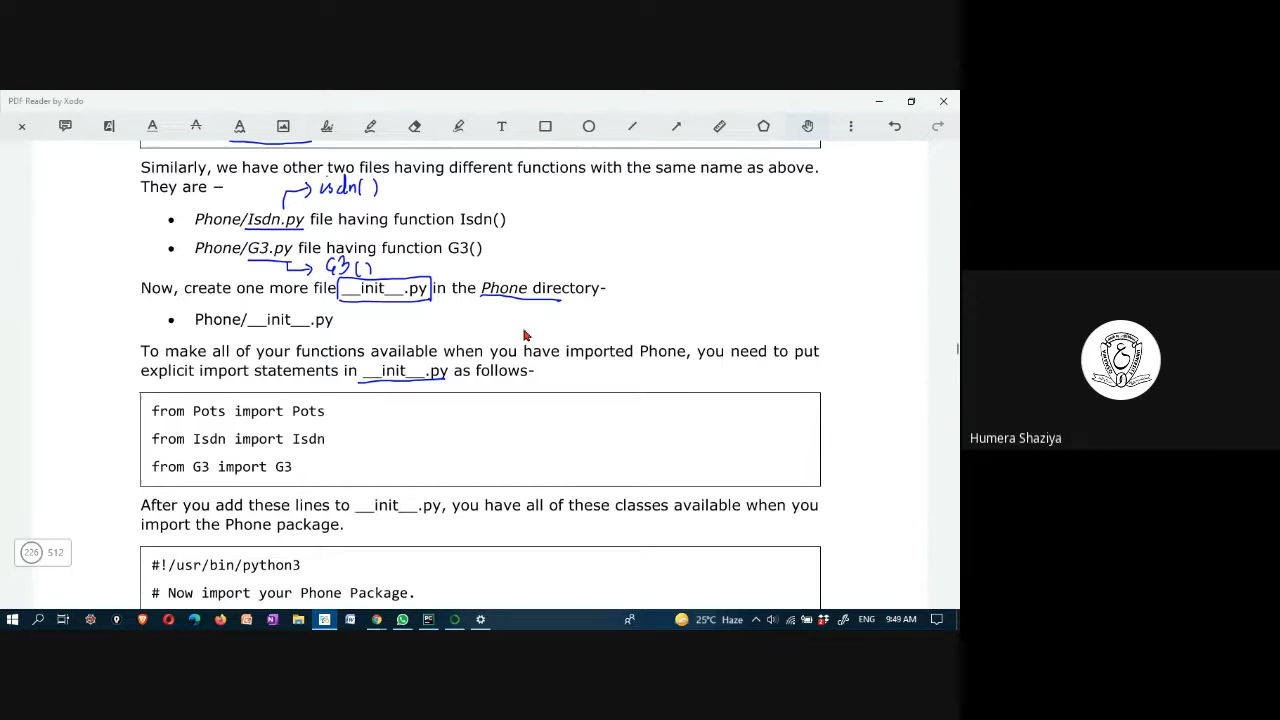 PDF Reader by Xodo
Similarly, we have other two files having different functions with the same name as above.
They are −
isdn()
• Phone/Isdn.py file having function Isdn()
• Phone/G3.py file having function G3()
G3()
Now, create one more file __init__.py in the Phone directory-
• Phone/__init__.py
To make all of your functions available when you have imported Phone, you need to put
explicit import statements in __init__.py as follows-
from Pots import Pots
from Isdn import Isdn
from G3 import G3
After you add these lines to __init__.py, you have all of these classes available when you
import the Phone package.
226 512
#!/usr/bin/python3
# Now import your Phone Package.
25°C Haze ENG 9:49 AM
Humera Shaziya